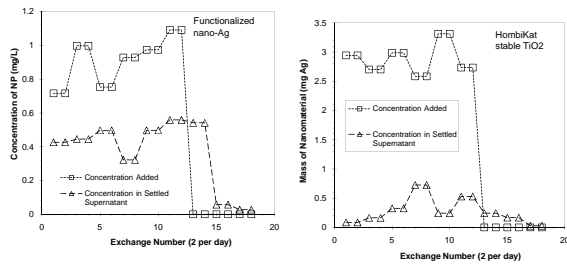 Functionalized
nano-Ag
Concentration of NP (mg/L)
1.2
1
0.8
0.6
0.4
0.2
0
Concentration Added
Concentration in Settled
Supernatant
0 5 10 15 20
Exchange Number (2 per day)
HombiKat
stable TiO2
Mass of Nanomaterial (mg Ag)
3.5
3
2.5
2
1.5
1
0.5
0
Concentration Added
Concentration in Settled
Supernatant
0 5 10 15 20
Exchange Number (2 per day)